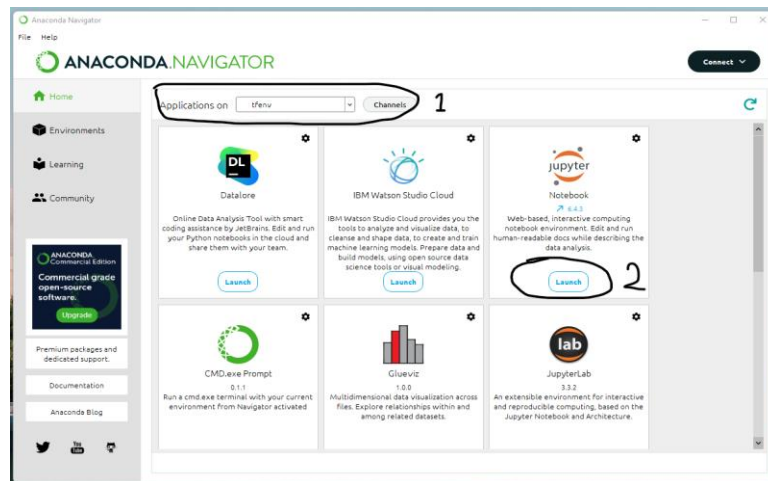 Anaconda Navigator
File Help
ANACONDA.NAVIGATOR
Connect
Home
Environments
Learning
Community
ANACONDA
Commercial Edition
Commercial grade
open-source
software.
Upgrade
Premium packages and
dedicated support.
Documentation
Anaconda Blog
You
Tube
Applications on tfenv Channels 1
DL
Datalore
Online Data Analysis Tool with smart
coding assistance by JetBrains. Edit and run
your Python notebooks in the cloud and
share them with your team.
Launch
IBM Watson Studio Cloud
IBM Watson Studio Cloud provides you the
tools to analyze and visualize data, to
cleanse and shape data, to create and train
machine learning models. Prepare data and
build models, using open source data
science tools or visual modeling.
Launch
jupyter
Notebook
6.4.3
Web-based, interactive computing
notebook environment. Edit and run
human-readable docs while describing the
data analysis.
Launch 2
CMD.exe Prompt
0.1.1
Run a cmd.exe terminal with your current
environment from Navigator activated
Glueviz
1.0.0
Multidimensional data visualization across
files. Explore relationships within and
among related datasets.
lab
JupyterLab
3.3.2
An extensible environment for interactive
and reproducible computing, based on the
Jupyter Notebook and Architecture.